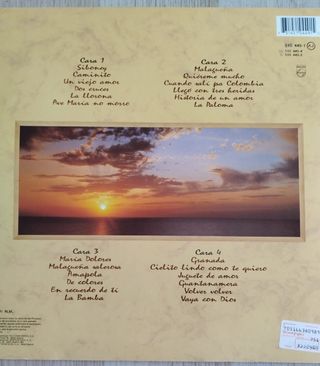 Cara 1
Siboney
Caminito
Un viejo amor
Dos cruces
La llorona
Ave María no morro
Cara 2
Malagueña
Quiéreme mucho
Cuando salí pa Colombia
Llegó con tres heridas
Historia de un amor
La Paloma
PHILIPS
Cara 3
María Dolores
Malagueña salerosa
Amapola
De colores
En recuerdo de ti
La Bamba
Cara 4
Granada
Cielito lindo como te quiero
Juguete de amor
Guantanamera
Volver volver
Vaya con Dios